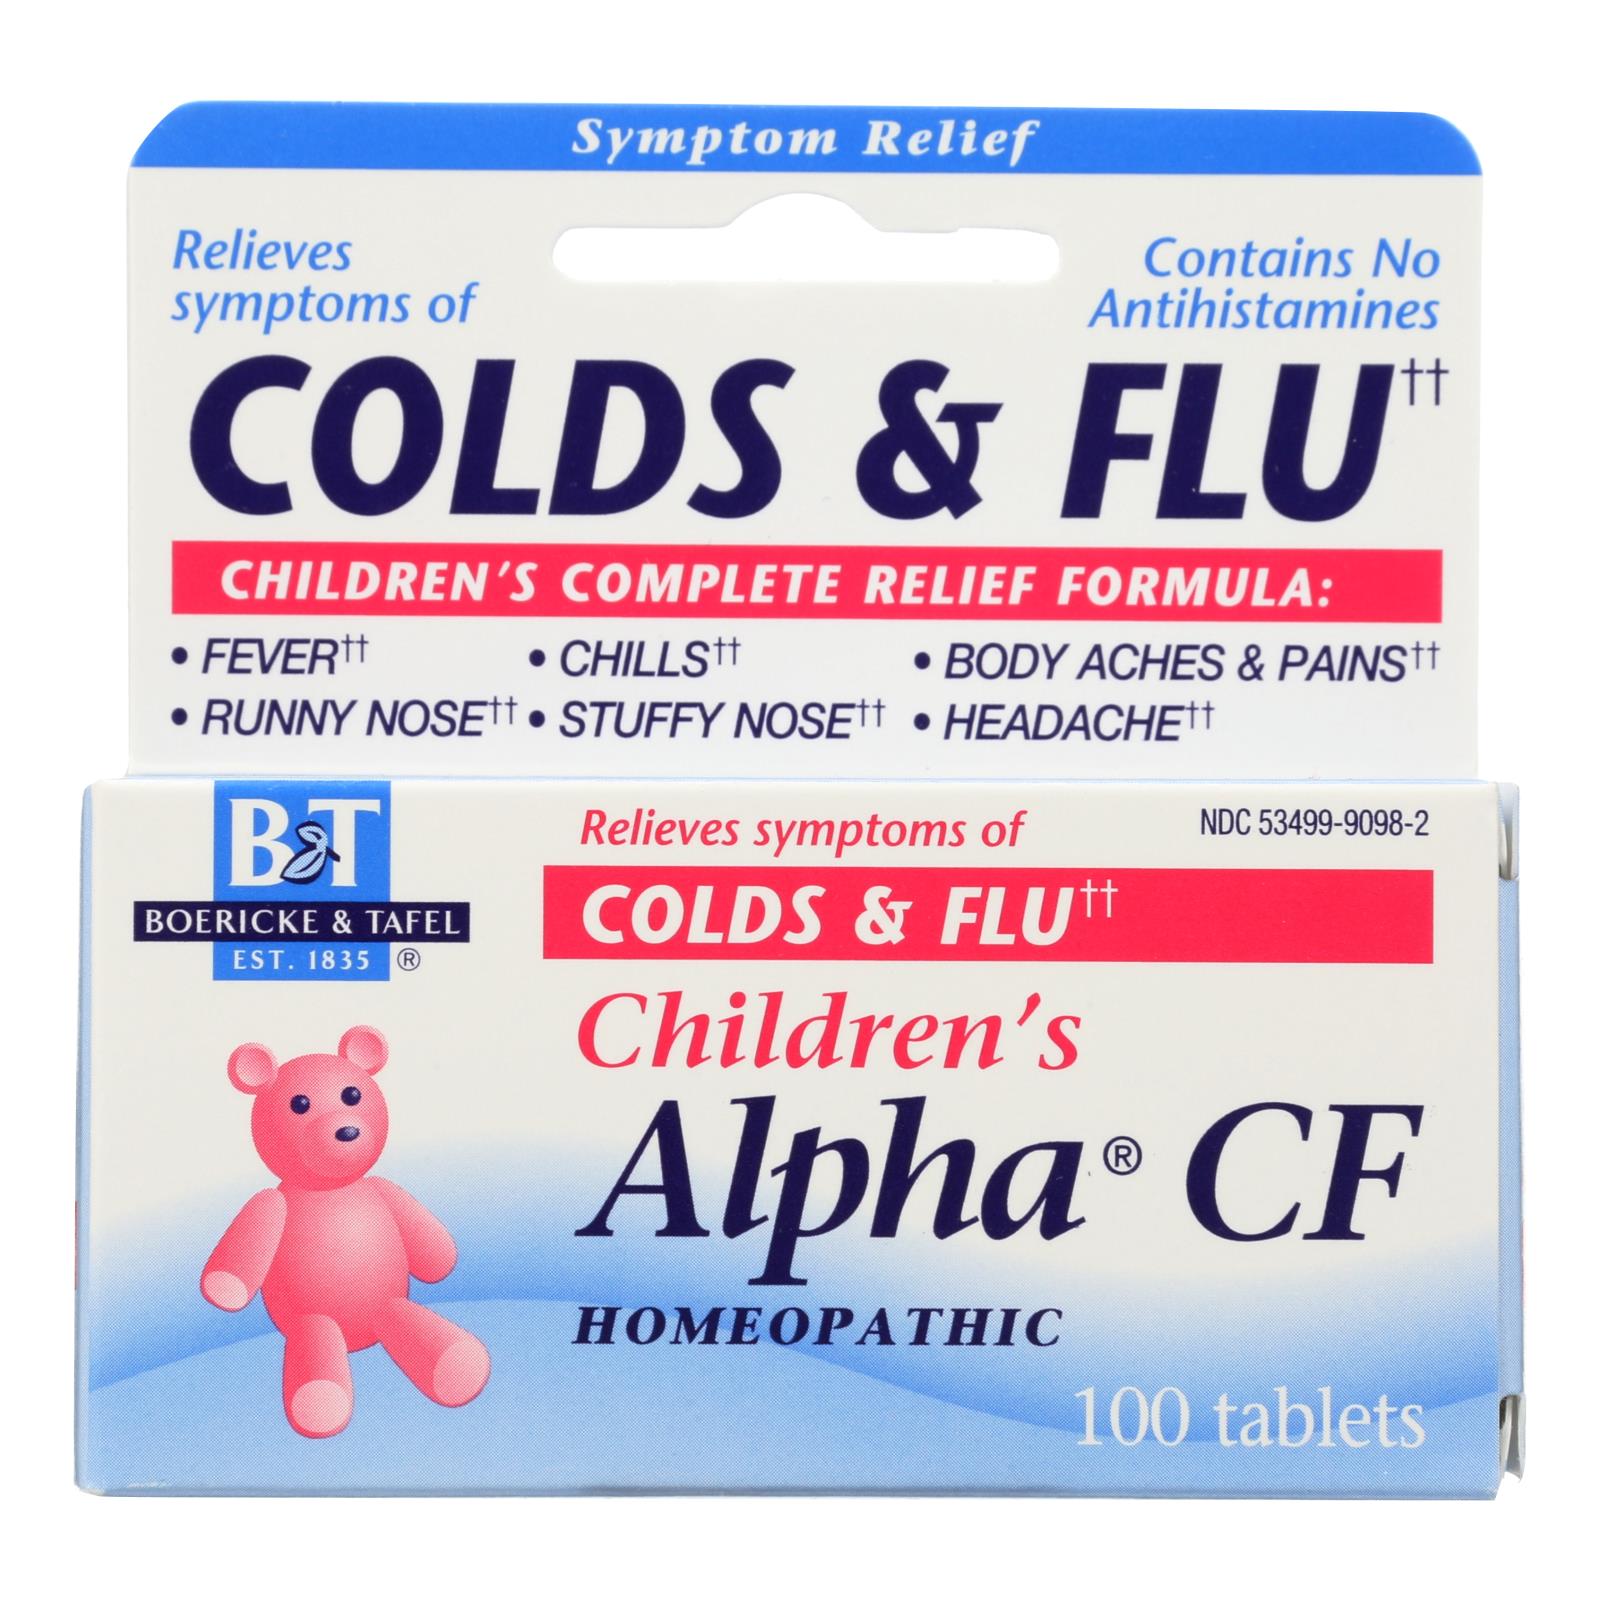 Symptom Relief
Relieves
symptoms of
Contains No
Antihistamines
COLDS & FLU††
CHILDREN'S COMPLETE RELIEF FORMULA:
• FEVER†† • CHILLS†† • BODY ACHES & PAINS††
• RUNNY NOSE†† • STUFFY NOSE†† • HEADACHE††
B&T
BOERICKE & TAFEL
EST. 1835 ®
Relieves symptoms of
NDC 53499-9098-2
COLDS & FLU††
Children's
Alpha® CF
HOMEOPATHIC
100 tablets